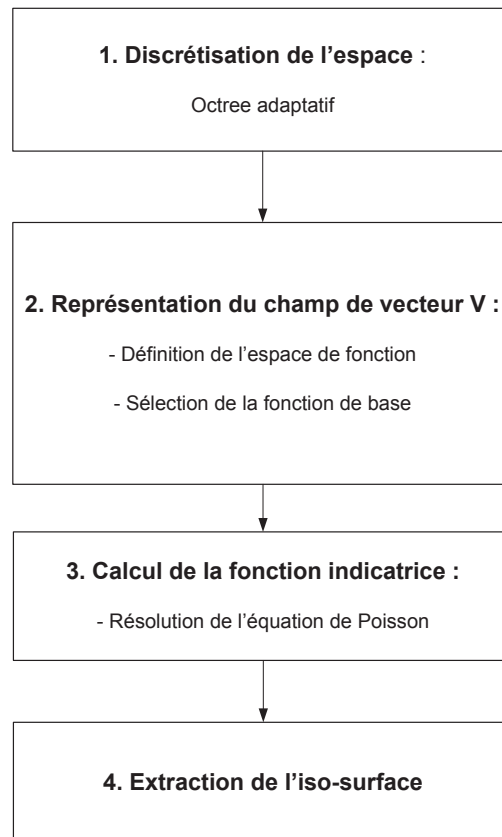 1. Discrétisation de l'espace :
Octree adaptatif
2. Représentation du champ de vecteur V :
- Définition de l'espace de fonction
- Sélection de la fonction de base
3. Calcul de la fonction indicatrice :
- Résolution de l'équation de Poisson
4. Extraction de l'iso-surface